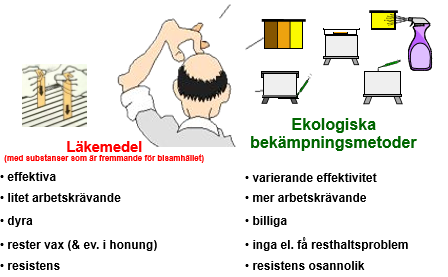 Läkemedel
(med substanser som är fremmande för bisamhället)
• effektiva
• litet arbetskrävande
• dyra
• rester vax (& ev. i honung)
• resistens
Ekologiska
bekämpningsmetoder
• varierande effektivitet
• mer arbetskrävande
• billiga
• inga el. få resthaltsproblem
• resistens osannolik